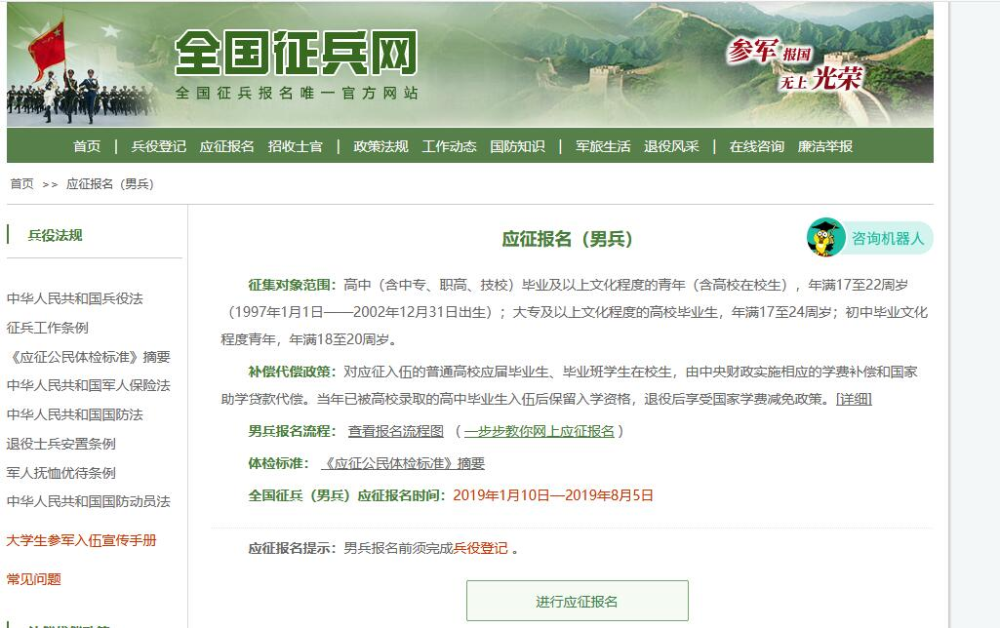 全国征兵网
全国征兵报名唯一官方网站
参军 报国
无上 光荣
首页 | 兵役登记 应征报名 招收士官 | 政策法规 工作动态 国防知识 | 军旅生活 退役风采 | 在线咨询 廉洁举报
首页 >> 应征报名（男兵）
兵役法规
中华人民共和国兵役法
征兵工作条例
《应征公民体检标准》摘要
中华人民共和国军人保险法
中华人民共和国国防法
退役士兵安置条例
军人抚恤优待条例
中华人民共和国国防动员法
大学生参军入伍宣传手册
常见问题
应征报名（男兵）
咨询机器人
征集对象范围：高中（含中专、职高、技校）毕业及以上文化程度的青年（含高校在校生），年满17至22周岁
（1997年1月1日——2002年12月31日出生）；大专及以上文化程度的高校毕业生，年满17至24周岁；初中毕业文化
程度青年，年满18至20周岁。
补偿代偿政策：对应征入伍的普通高校应届毕业生、毕业班学生在校生，由中央财政实施相应的学费补偿和国家
助学贷款代偿。当年已被高校录取的高中毕业生入伍后保留入学资格，退役后享受国家学费减免政策。[详细]
男兵报名流程： 查看报名流程图 （一步步教你网上应征报名）
体检标准： 《应征公民体检标准》摘要
全国征兵（男兵）应征报名时间：2019年1月10日—2019年8月5日
应征报名提示：男兵报名前须完成兵役登记 。
进行应征报名